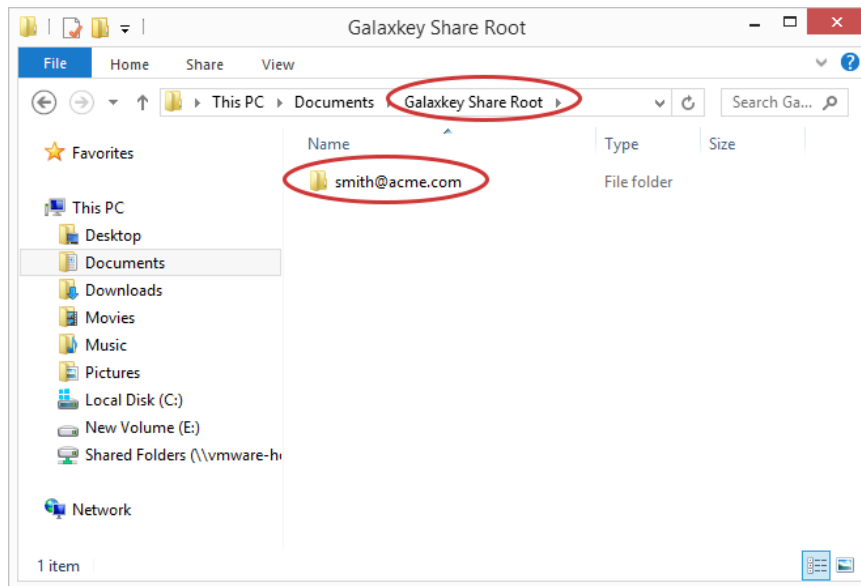 Galaxkey Share Root
File Home Share View
This PC Documents Galaxkey Share Root Search Ga...
Favorites
This PC
Desktop
Documents
Downloads
Movies
Music
Pictures
Local Disk (C:)
New Volume (E:)
Shared Folders (\\vmware-h
Network
Name Type Size
smith@acme.com File folder
1 item